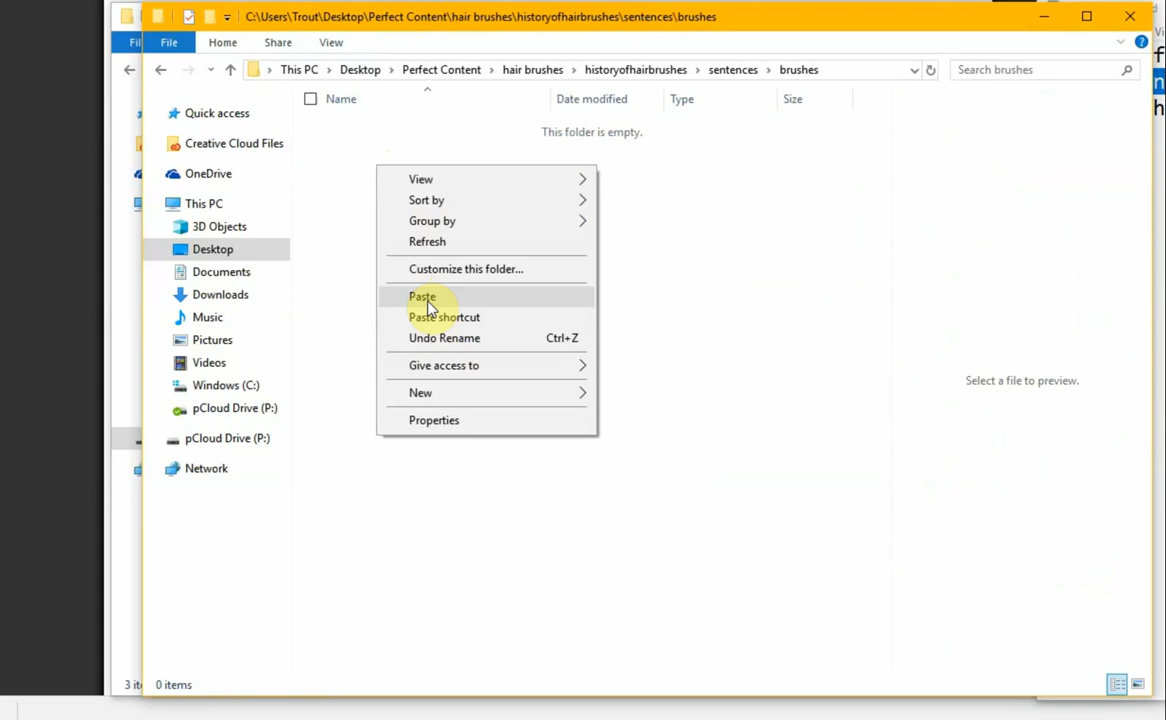 C:\Users\Trout\Desktop\Perfect Content\hair brushes\historyofhairbrushes\sentences\brushes
File Home Share View
This PC > Desktop > Perfect Content > hair brushes > historyofhairbrushes > sentences > brushes
Search brushes
Name Date modified Type Size
This folder is empty.
Quick access
Creative Cloud Files
OneDrive
This PC
3D Objects
Desktop
Documents
Downloads
Music
Pictures
Videos
Windows (C:)
pCloud Drive (P:)
pCloud Drive (P:)
Network
View
Sort by
Group by
Refresh
Customize this folder...
Paste
Paste shortcut
Undo Rename Ctrl+Z
Give access to
New
Properties
Select a file to preview.
0 items